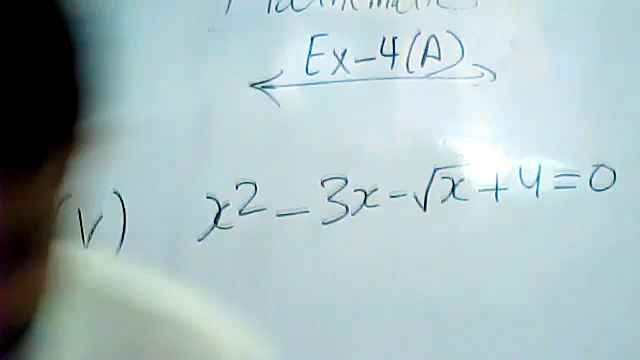 Ex-4(A)
(v) x² - 3x - √x + 4 = 0